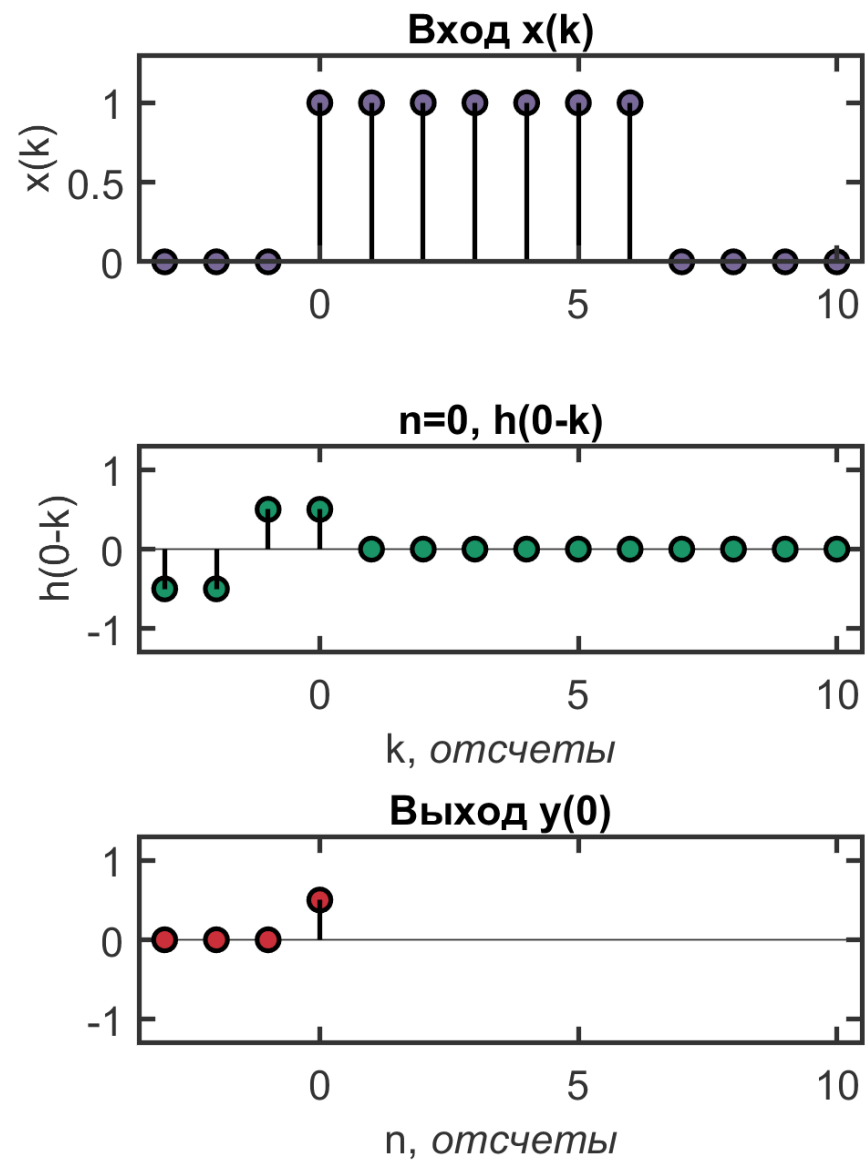 Вход x(k)
x(k)
1
0.5
0
0 5 10
n=0, h(0-k)
h(0-k)
1
0
-1
0 5 10
k, отсчеты
Выход y(0)
1
0
-1
0 5 10
n, отсчеты